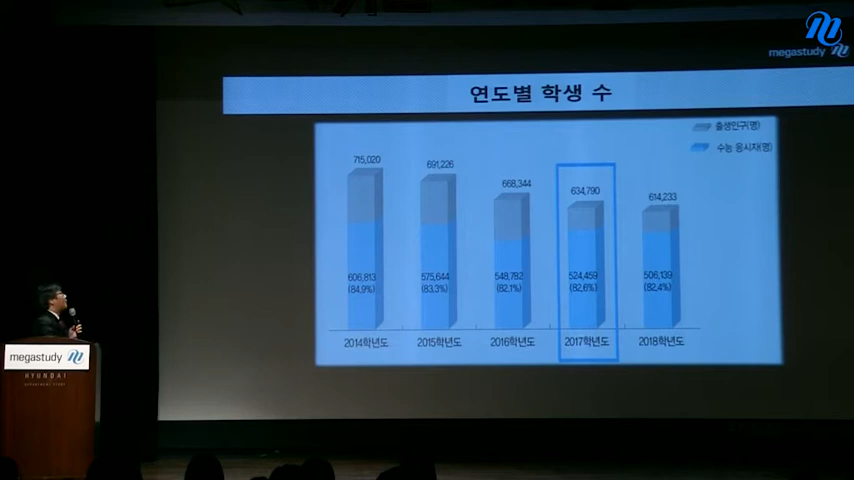 megastudy
연도별 학생 수
출생인구(명)
수능 응시자(명)
715,020
691,226
668,344
634,790
614,233
606,813
(84.9%)
575,644
(83.3%)
548,782
(82.1%)
524,459
(82.6%)
506,139
(82.4%)
2014학년도
2015학년도
2016학년도
2017학년도
2018학년도
megastudy
HYUNDAI
DEPARTMENT STORE